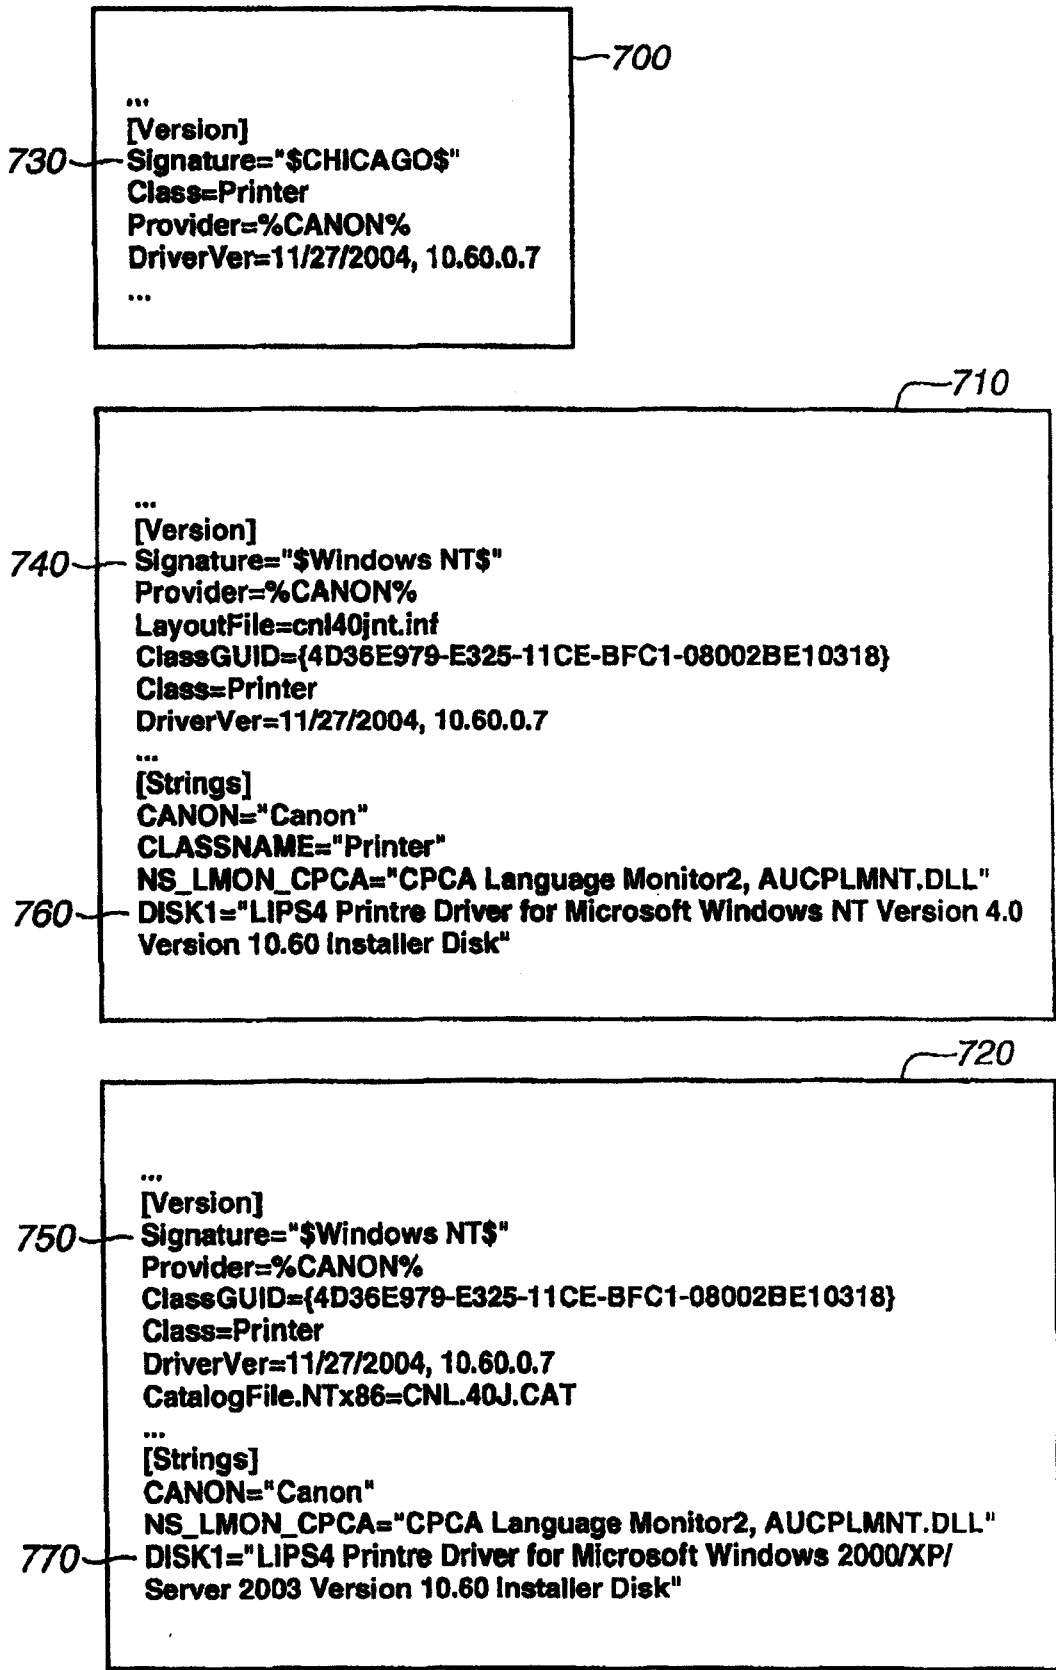 700
...
[Version]
730 Signature="$CHICAGO$"
Class=Printer
Provider=%CANON%
DriverVer=11/27/2004, 10.60.0.7
...
710
...
[Version]
740 Signature="$Windows NT$"
Provider=%CANON%
LayoutFile=cnl40jnt.inf
ClassGUID={4D36E979-E325-11CE-BFC1-08002BE10318}
Class=Printer
DriverVer=11/27/2004, 10.60.0.7
...
[Strings]
CANON="Canon"
CLASSNAME="Printer"
NS_LMON_CPCA="CPCA Language Monitor2, AUCPLMNT.DLL"
760 DISK1="LIPS4 Printre Driver for Microsoft Windows NT Version 4.0
Version 10.60 Installer Disk"
720
...
[Version]
750 Signature="$Windows NT$"
Provider=%CANON%
ClassGUID={4D36E979-E325-11CE-BFC1-08002BE10318}
Class=Printer
DriverVer=11/27/2004, 10.60.0.7
CatalogFile.NTx86=CNL.40J.CAT
...
[Strings]
CANON="Canon"
NS_LMON_CPCA="CPCA Language Monitor2, AUCPLMNT.DLL"
770 DISK1="LIPS4 Printre Driver for Microsoft Windows 2000/XP/
Server 2003 Version 10.60 Installer Disk"